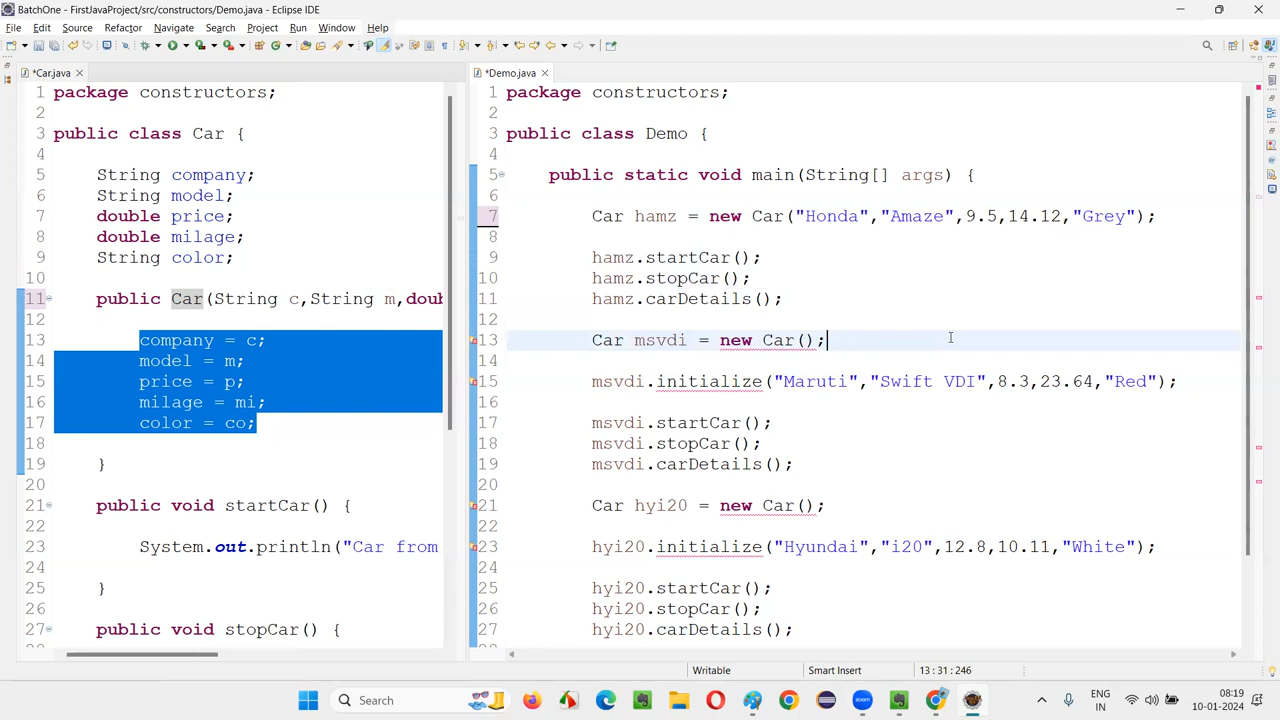 BatchOne - FirstJavaProject/src/constructors/Demo.java - Eclipse IDE
File Edit Source Refactor Navigate Search Project Run Window Help
*Car.java
1 package constructors;
2
3 public class Car {
4
5 String company;
6 String model;
7 double price;
8 double milage;
9 String color;
10
11 public Car(String c,String m,doub
12
13 company = c;
14 model = m;
15 price = p;
16 milage = mi;
17 color = co;
18
19 }
20
21 public void startCar() {
22
23 System.out.println("Car from
24
25 }
26
27 public void stopCar() {
*Demo.java
1 package constructors;
2
3 public class Demo {
4
5 public static void main(String[] args) {
6
7 Car hamz = new Car("Honda","Amaze",9.5,14.12,"Grey");
8
9 hamz.startCar();
10 hamz.stopCar();
11 hamz.carDetails();
12
13 Car msvdi = new Car();
14
15 msvdi.initialize("Maruti","Swift VDI",8.3,23.64,"Red");
16
17 msvdi.startCar();
18 msvdi.stopCar();
19 msvdi.carDetails();
20
21 Car hyi20 = new Car();
22
23 hyi20.initialize("Hyundai","i20",12.8,10.11,"White");
24
25 hyi20.startCar();
26 hyi20.stopCar();
27 hyi20.carDetails();
Writable Smart Insert 13 : 31 : 246
Search
zoom
ENG
IN
08:19
10-01-2024